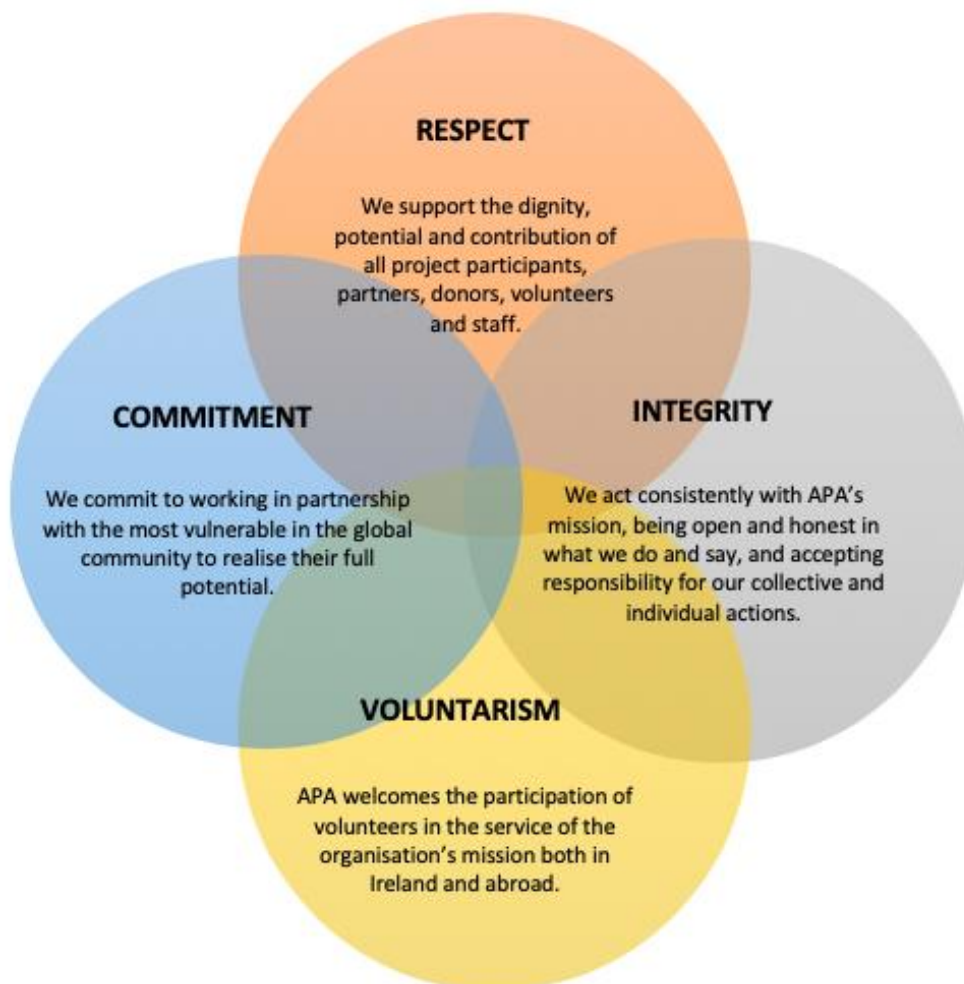 RESPECT
We support the dignity,
potential and contribution of
all project participants,
partners, donors, volunteers
and staff.
COMMITMENT
We commit to working in partnership
with the most vulnerable in the global
community to realise their full
potential.
INTEGRITY
We act consistently with APA’s
mission, being open and honest in
what we do and say, and accepting
responsibility for our collective and
individual actions.
VOLUNTARISM
APA welcomes the participation of
volunteers in the service of the
organisation’s mission both in
Ireland and abroad.